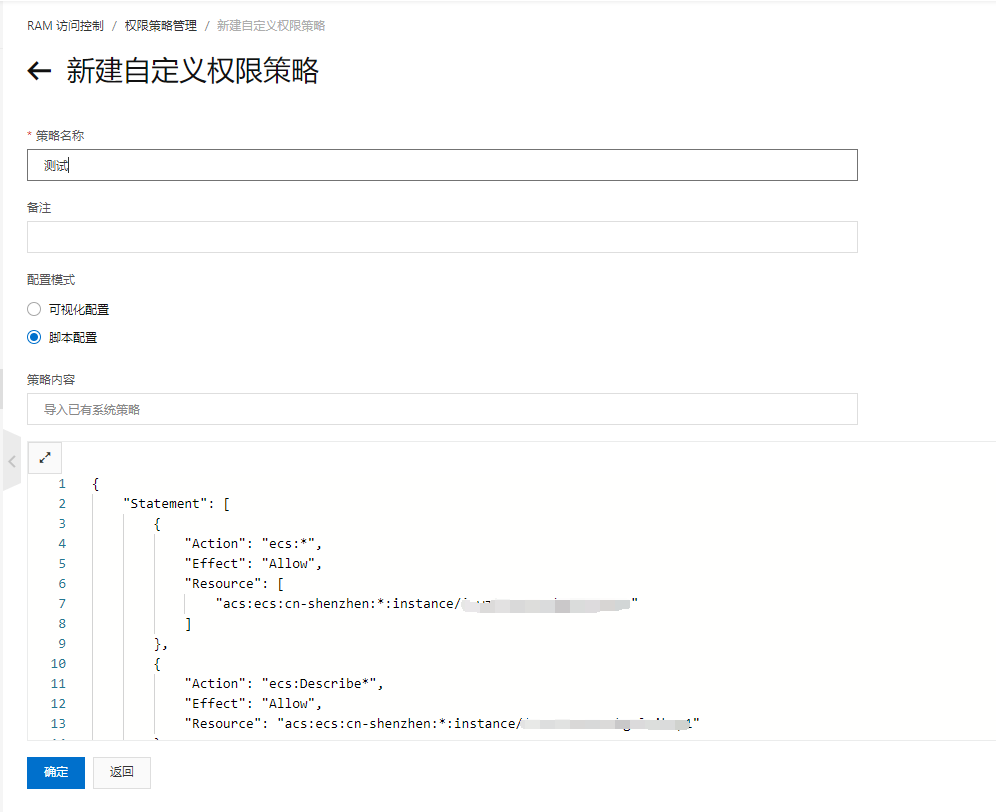 RAM 访问控制 / 权限策略管理 / 新建自定义权限策略
← 新建自定义权限策略
* 策略名称
测试
备注
配置模式
可视化配置
脚本配置
策略内容
导入已有系统策略
1 {
2 "Statement": [
3 {
4 "Action": "ecs:*",
5 "Effect": "Allow",
6 "Resource": [
7 "acs:ecs:cn-shenzhen:*:instance/ "
8 ]
9 },
10 {
11 "Action": "ecs:Describe*",
12 "Effect": "Allow",
13 "Resource": "acs:ecs:cn-shenzhen:*:instance/ "
确定 返回